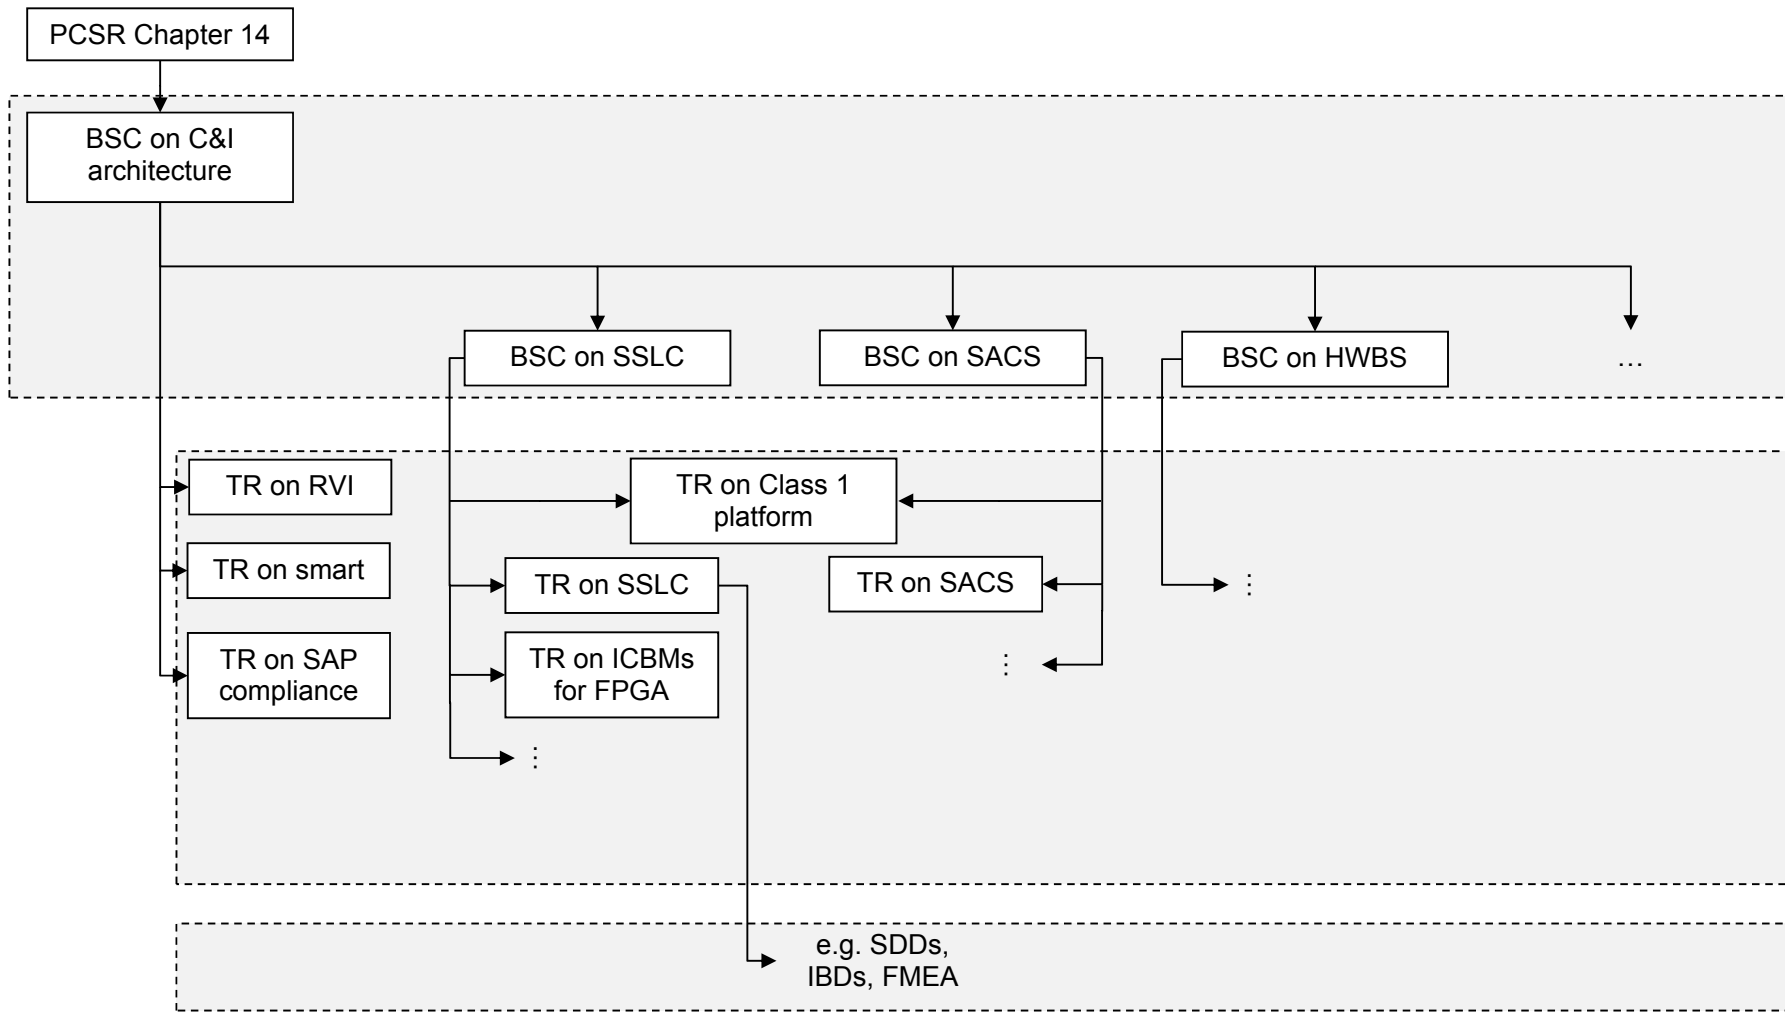 PCSR Chapter 14
BSC on C&I
architecture
BSC on SSLC
BSC on SACS
BSC on HWBS
...
TR on RVI
TR on Class 1
platform
TR on smart
TR on SSLC
TR on SACS
⋮
TR on SAP
compliance
TR on ICBMs
for FPGA
⋮
⋮
e.g. SDDs,
IBDs, FMEA